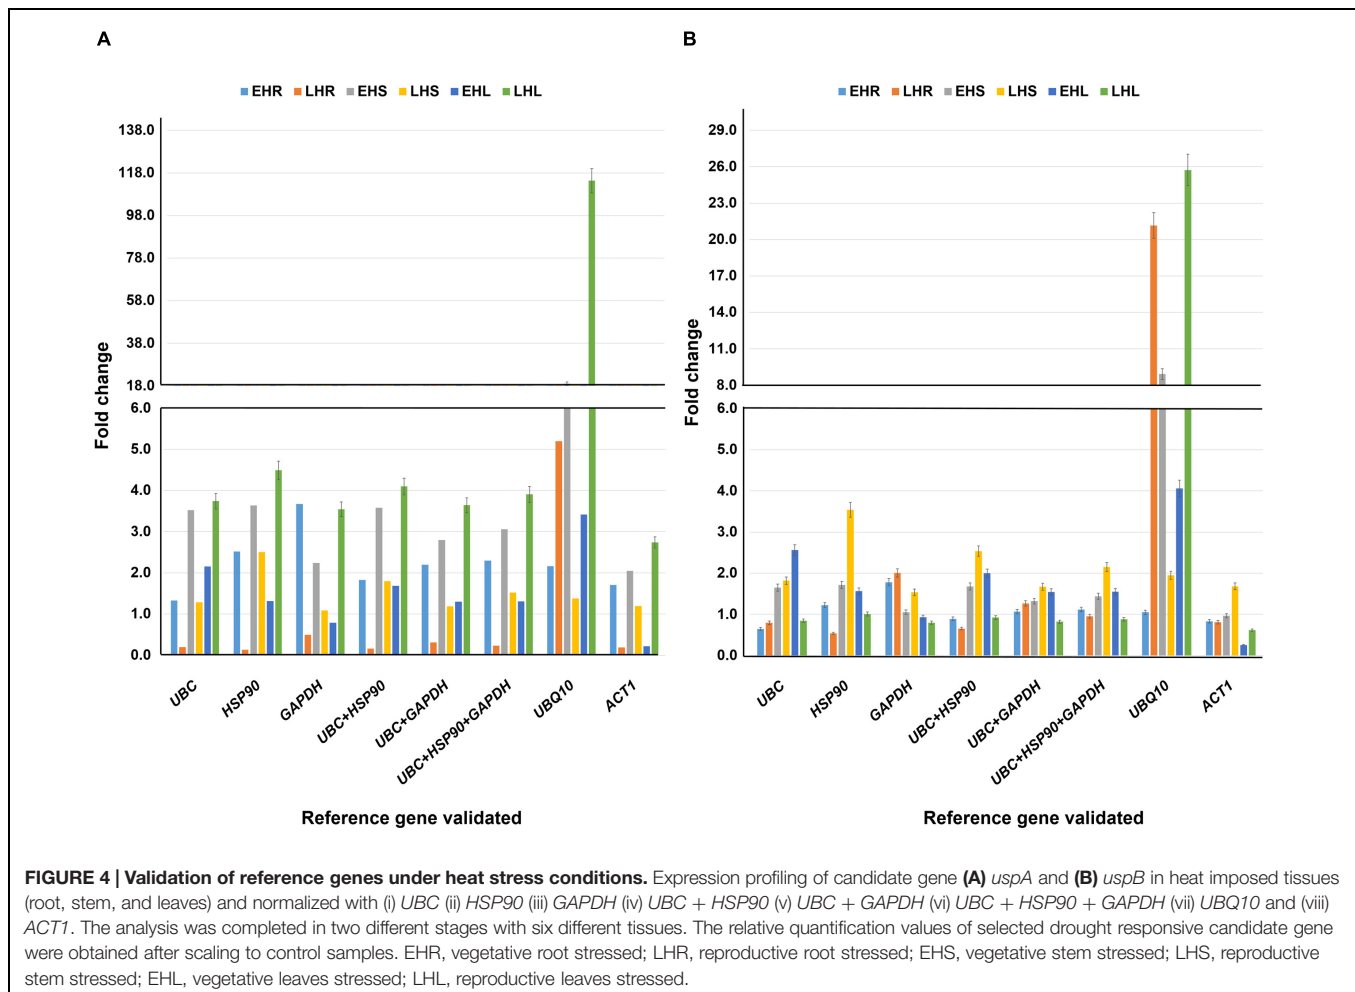 A
EHR LHR EHS LHS EHL LHL
138.0
118.0
98.0
78.0
58.0
38.0
18.0
6.0
5.0
4.0
3.0
2.0
1.0
0.0
Fold change
UBC
HSP90
GAPDH
UBC+HSP90
UBC+GAPDH
UBC+HSP90+GAPDH
UBQ10
ACT1
Reference gene validated
B
EHR LHR EHS LHS EHL LHL
29.0
26.0
23.0
20.0
17.0
14.0
11.0
8.0
6.0
5.0
4.0
3.0
2.0
1.0
0.0
Fold change
UBC
HSP90
GAPDH
UBC+HSP90
UBC+GAPDH
UBC+HSP90+GAPDH
UBQ10
ACT1
Reference gene validated
FIGURE 4 | Validation of reference genes under heat stress conditions. Expression profiling of candidate gene (A) uspA and (B) uspB in heat imposed tissues
(root, stem, and leaves) and normalized with (i) UBC (ii) HSP90 (iii) GAPDH (iv) UBC + HSP90 (v) UBC + GAPDH (vi) UBC + HSP90 + GAPDH (vii) UBQ10 and (viii)
ACT1. The analysis was completed in two different stages with six different tissues. The relative quantification values of selected drought responsive candidate gene
were obtained after scaling to control samples. EHR, vegetative root stressed; LHR, reproductive root stressed; EHS, vegetative stem stressed; LHS, reproductive
stem stressed; EHL, vegetative leaves stressed; LHL, reproductive leaves stressed.